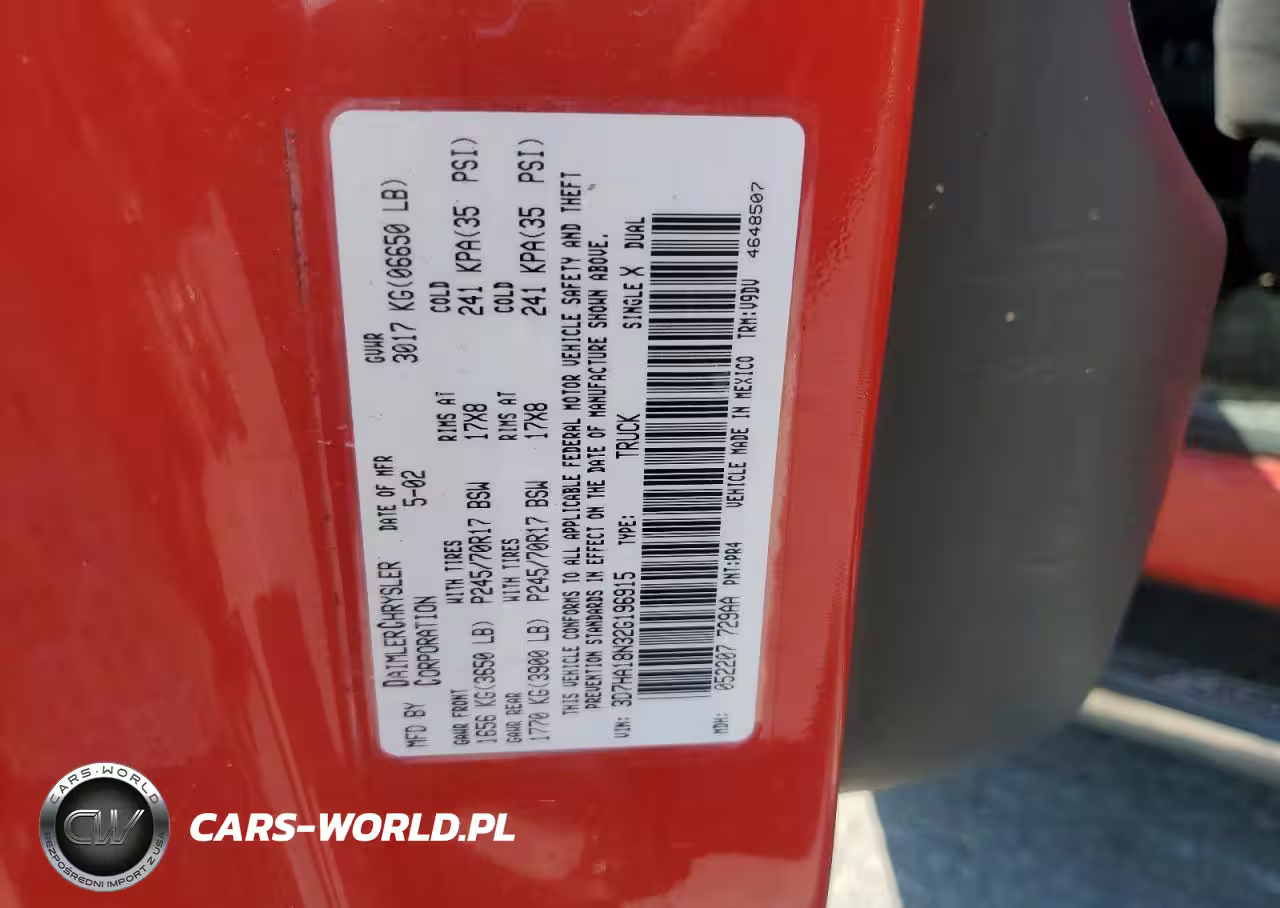 MFD BY DAIMLERCHRYSLER DATE OF MFR GVWR
CORPORATION 5-02 3017 KG(06650 LB)
GAWR FRONT WITH TIRES RIMS AT COLD
1656 KG(3650 LB) P245/70R17 BSW 17X8 241 KPA(35 PSI)
GAWR REAR WITH TIRES RIMS AT COLD
1770 KG(3900 LB) P245/70R17 BSW 17X8 241 KPA(35 PSI)
THIS VEHICLE CONFORMS TO ALL APPLICABLE FEDERAL MOTOR VEHICLE SAFETY AND THEFT
PREVENTION STANDARDS IN EFFECT ON THE DATE OF MANUFACTURE SHOWN ABOVE.
VIN: 3D7HA18N32G196915 TYPE: TRUCK SINGLE X DUAL
MDH: 052207 729AA PNT:PR4 VEHICLE MADE IN MEXICO TRM:V9DV 4648507
CARS-WORLD
CW
BEZPOŚREDNI IMPORT Z USA
CARS-WORLD.PL